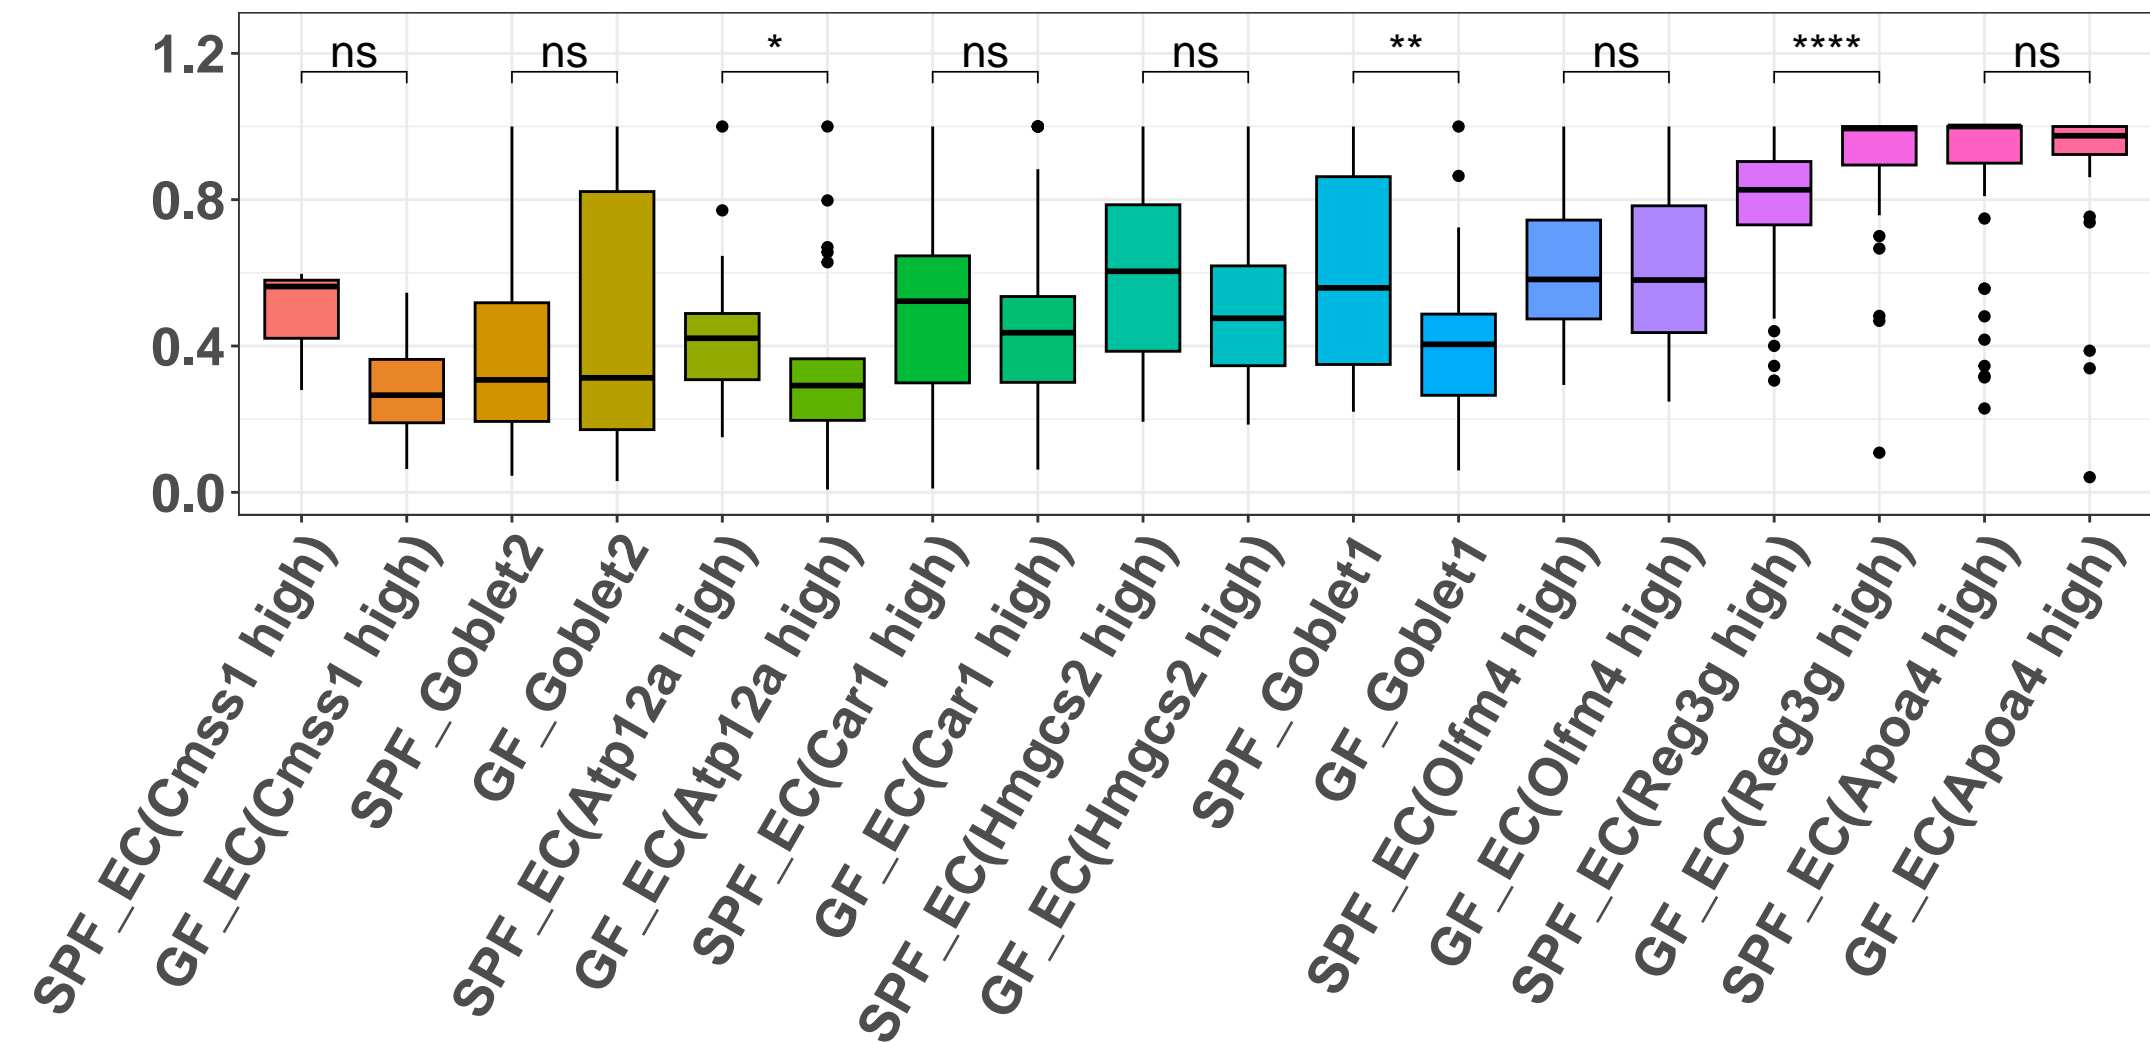 1.2
0.8
0.4
0.0
ns
ns
*
ns
ns
**
ns
****
ns
SPF_EC(Cmss1 high)
GF_EC(Cmss1 high)
SPF_Goblet2
GF_Goblet2
SPF_EC(Atp12a high)
GF_EC(Atp12a high)
SPF_EC(Car1 high)
GF_EC(Car1 high)
SPF_EC(Hmgcs2 high)
GF_EC(Hmgcs2 high)
SPF_Goblet1
GF_Goblet1
SPF_EC(Olfm4 high)
GF_EC(Olfm4 high)
SPF_EC(Reg3g high)
GF_EC(Reg3g high)
SPF_EC(Apoa4 high)
GF_EC(Apoa4 high)